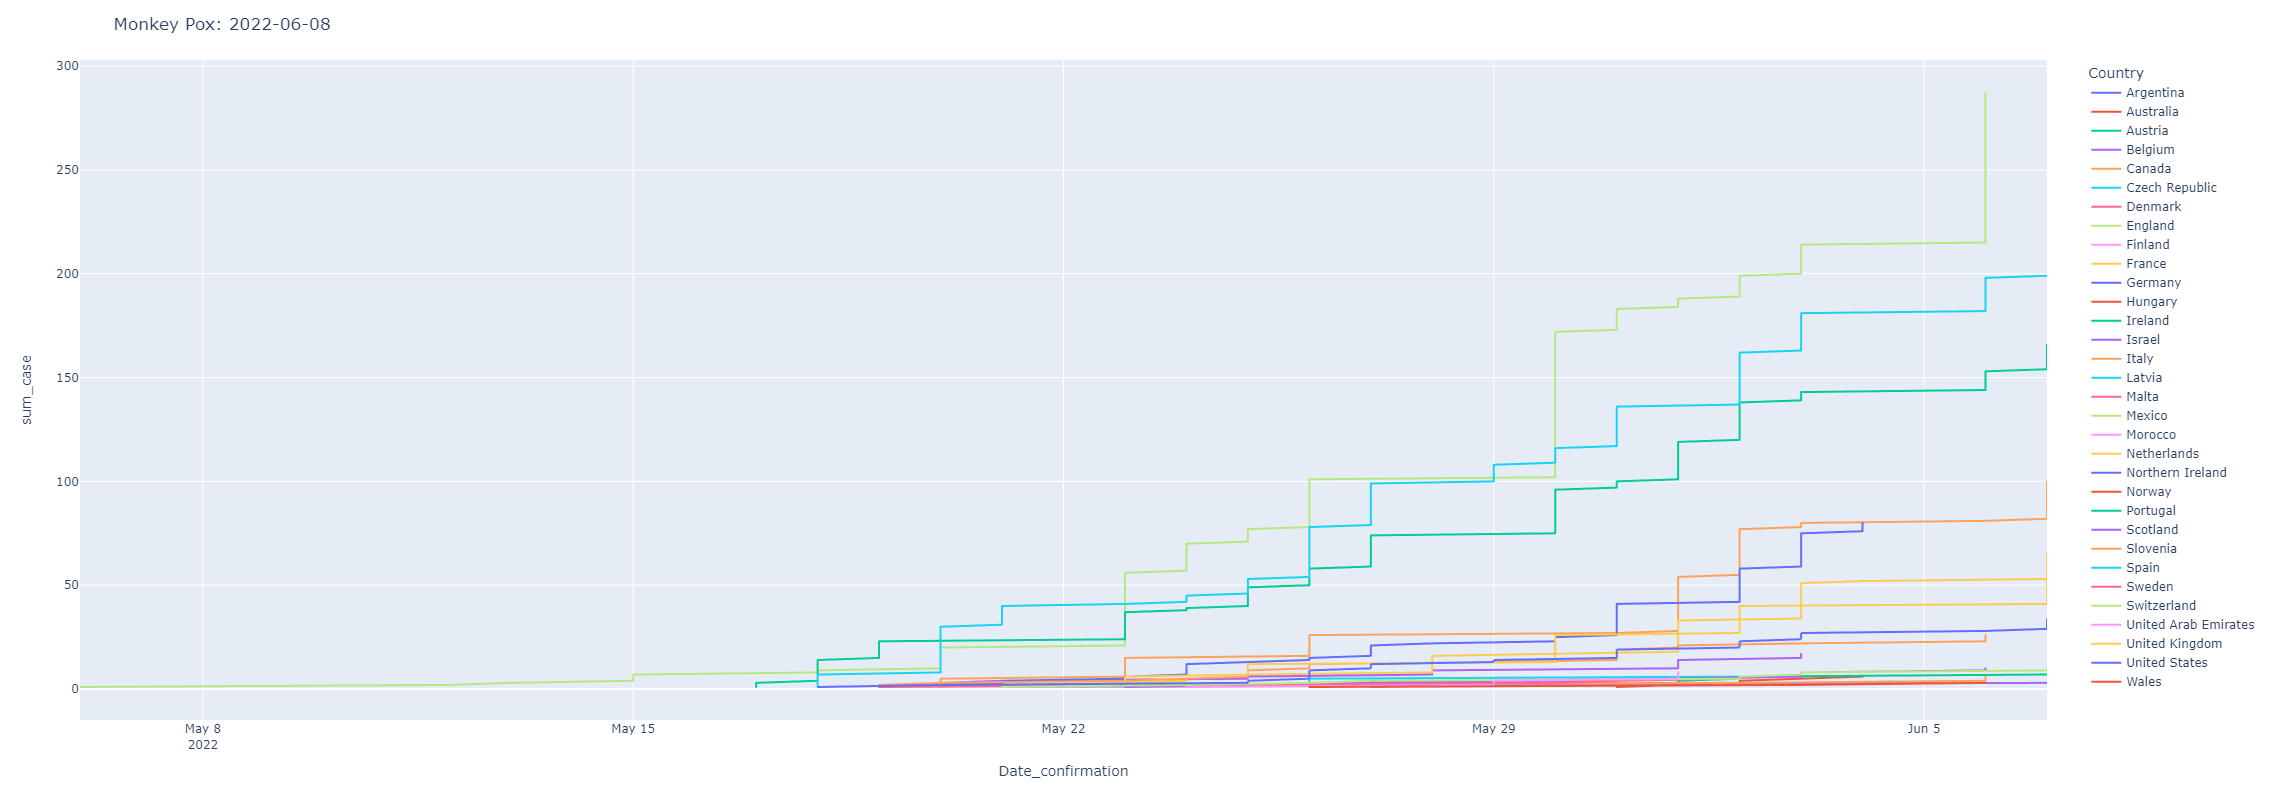 Monkey Pox: 2022-06-08
300
250
200
150
100
50
0
sum_case
May 8
2022
May 15
May 22
May 29
Jun 5
Date_confirmation
Country
Argentina
Australia
Austria
Belgium
Canada
Czech Republic
Denmark
England
Finland
France
Germany
Hungary
Ireland
Israel
Italy
Latvia
Malta
Mexico
Morocco
Netherlands
Northern Ireland
Norway
Portugal
Scotland
Slovenia
Spain
Sweden
Switzerland
United Arab Emirates
United Kingdom
United States
Wales